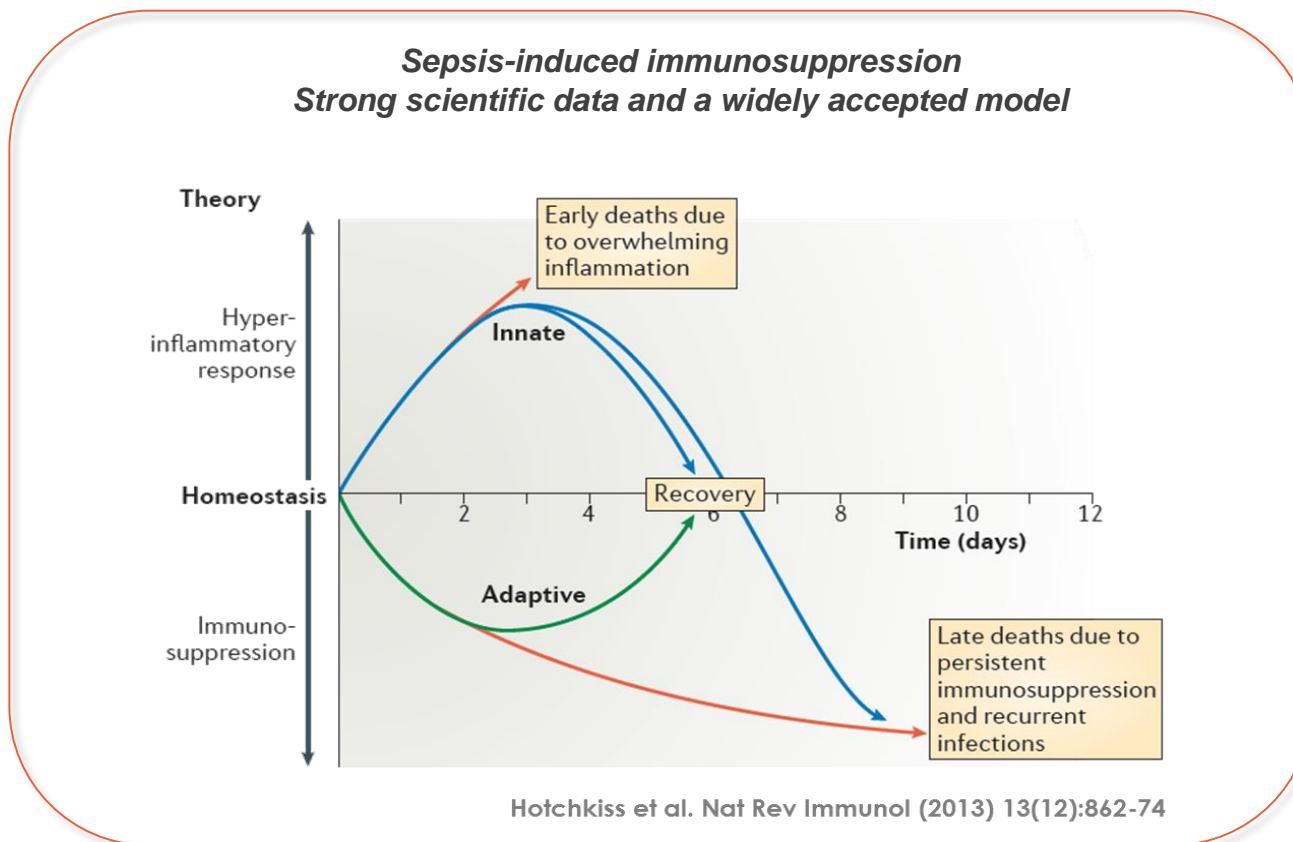 Sepsis-induced immunosuppression
Strong scientific data and a widely accepted model
Theory
Early deaths due
to overwhelming
inflammation
Hyper-
inflammatory
response
Innate
Homeostasis
Recovery
2
4
6
8
10
12
Time (days)
Adaptive
Immuno-
suppression
Late deaths due to
persistent
immunosuppression
and recurrent
infections
Hotchkiss et al. Nat Rev Immunol (2013) 13(12):862-74